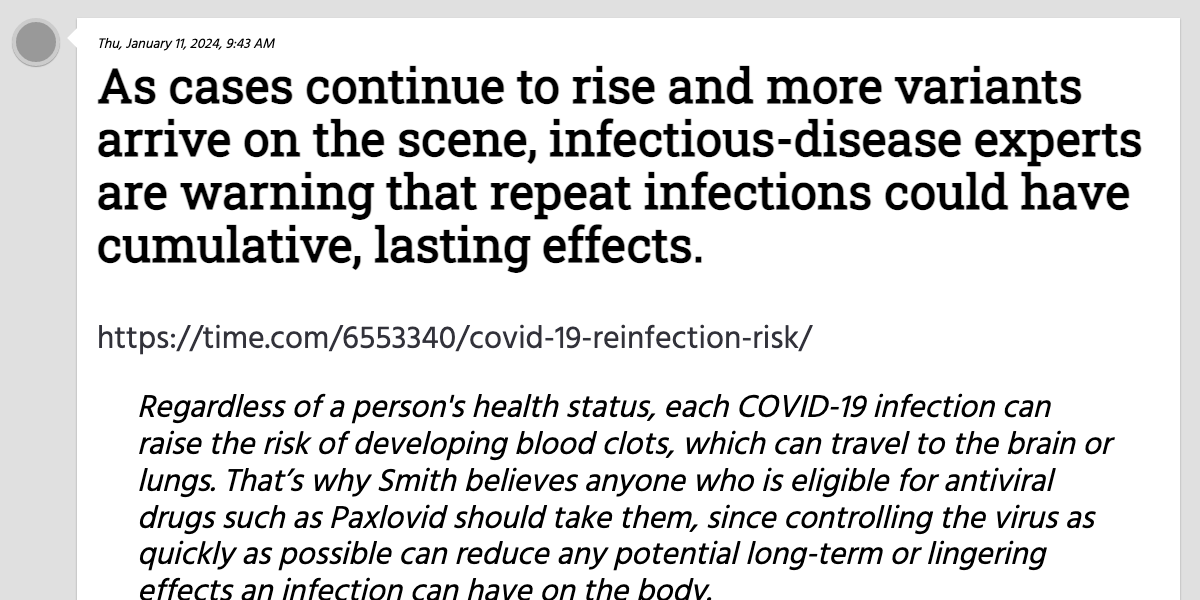 Thu, January 11, 2024, 9:43 AM
As cases continue to rise and more variants
arrive on the scene, infectious-disease experts
are warning that repeat infections could have
cumulative, lasting effects.
https://time.com/6553340/covid-19-reinfection-risk/
Regardless of a person's health status, each COVID-19 infection can
raise the risk of developing blood clots, which can travel to the brain or
lungs. That’s why Smith believes anyone who is eligible for antiviral
drugs such as Paxlovid should take them, since controlling the virus as
quickly as possible can reduce any potential long-term or lingering
effects an infection can have on the body.